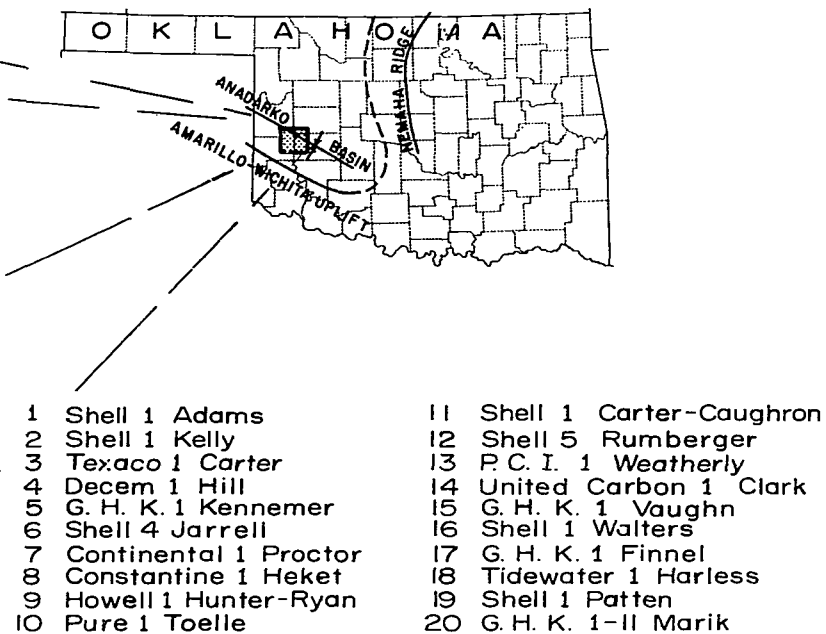 OKLAHOMA
NEMAHA RIDGE
ANADARKO BASIN
AMARILLO-WICHITA UPLIFT
1 Shell 1 Adams
2 Shell 1 Kelly
3 Texaco 1 Carter
4 Decem 1 Hill
5 G. H. K. 1 Kennemer
6 Shell 4 Jarrell
7 Continental 1 Proctor
8 Constantine 1 Heket
9 Howell 1 Hunter-Ryan
10 Pure 1 Toelle
11 Shell 1 Carter-Caughron
12 Shell 5 Rumberger
13 P. C. I. 1 Weatherly
14 United Carbon 1 Clark
15 G. H. K. 1 Vaughn
16 Shell 1 Walters
17 G. H. K. 1 Finnel
18 Tidewater 1 Harless
19 Shell 1 Patten
20 G. H. K. 1-11 Marik